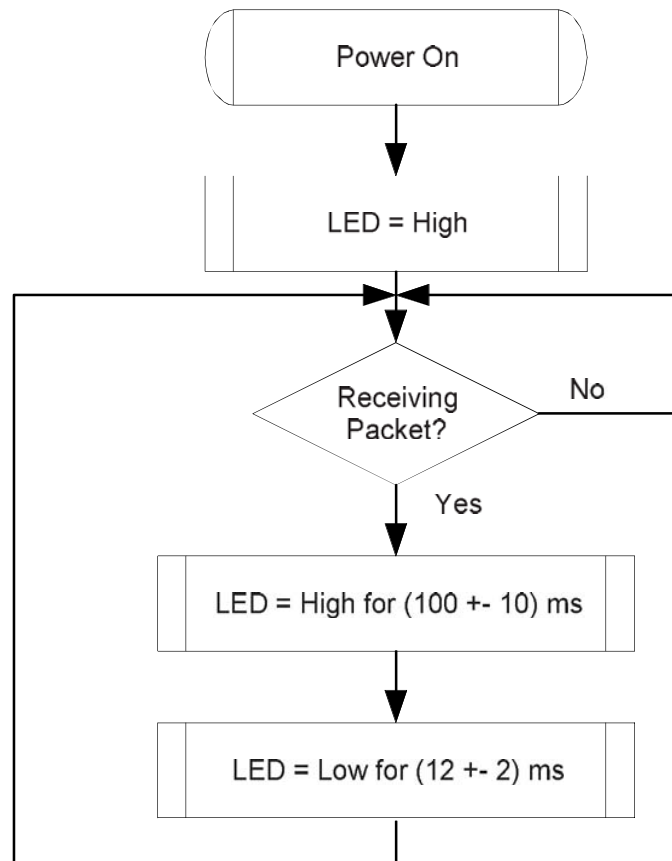 Power On
LED = High
Receiving
Packet?
No
Yes
LED = High for (100 +- 10) ms
LED = Low for (12 +- 2) ms